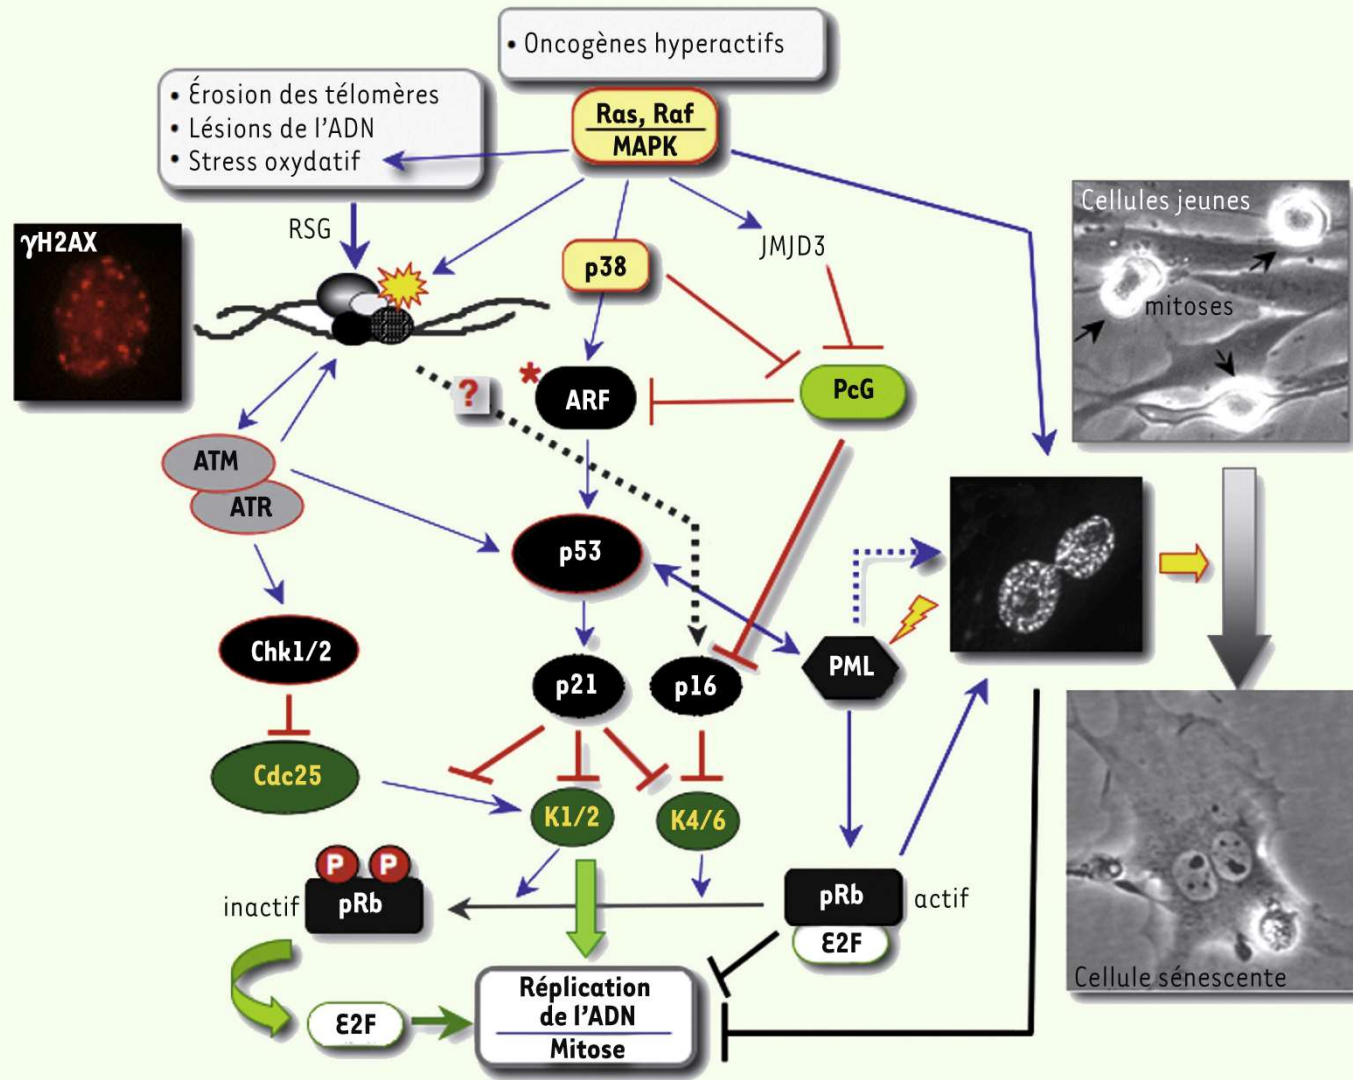 • Oncogènes hyperactifs
• Érosion des télomères
• Lésions de l'ADN
• Stress oxydatif
Ras, Raf
MAPK
RSG
JMJD3
γH2AX
p38
Cellules jeunes
mitoses
*
?
ARF
PcG
ATM
ATR
p53
Chk1/2
p21
p16
PML
Cdc25
K1/2
K4/6
P P
inactif
pRb
pRb
actif
E2F
Cellule sénescente
E2F
Réplication
de l'ADN
Mitose